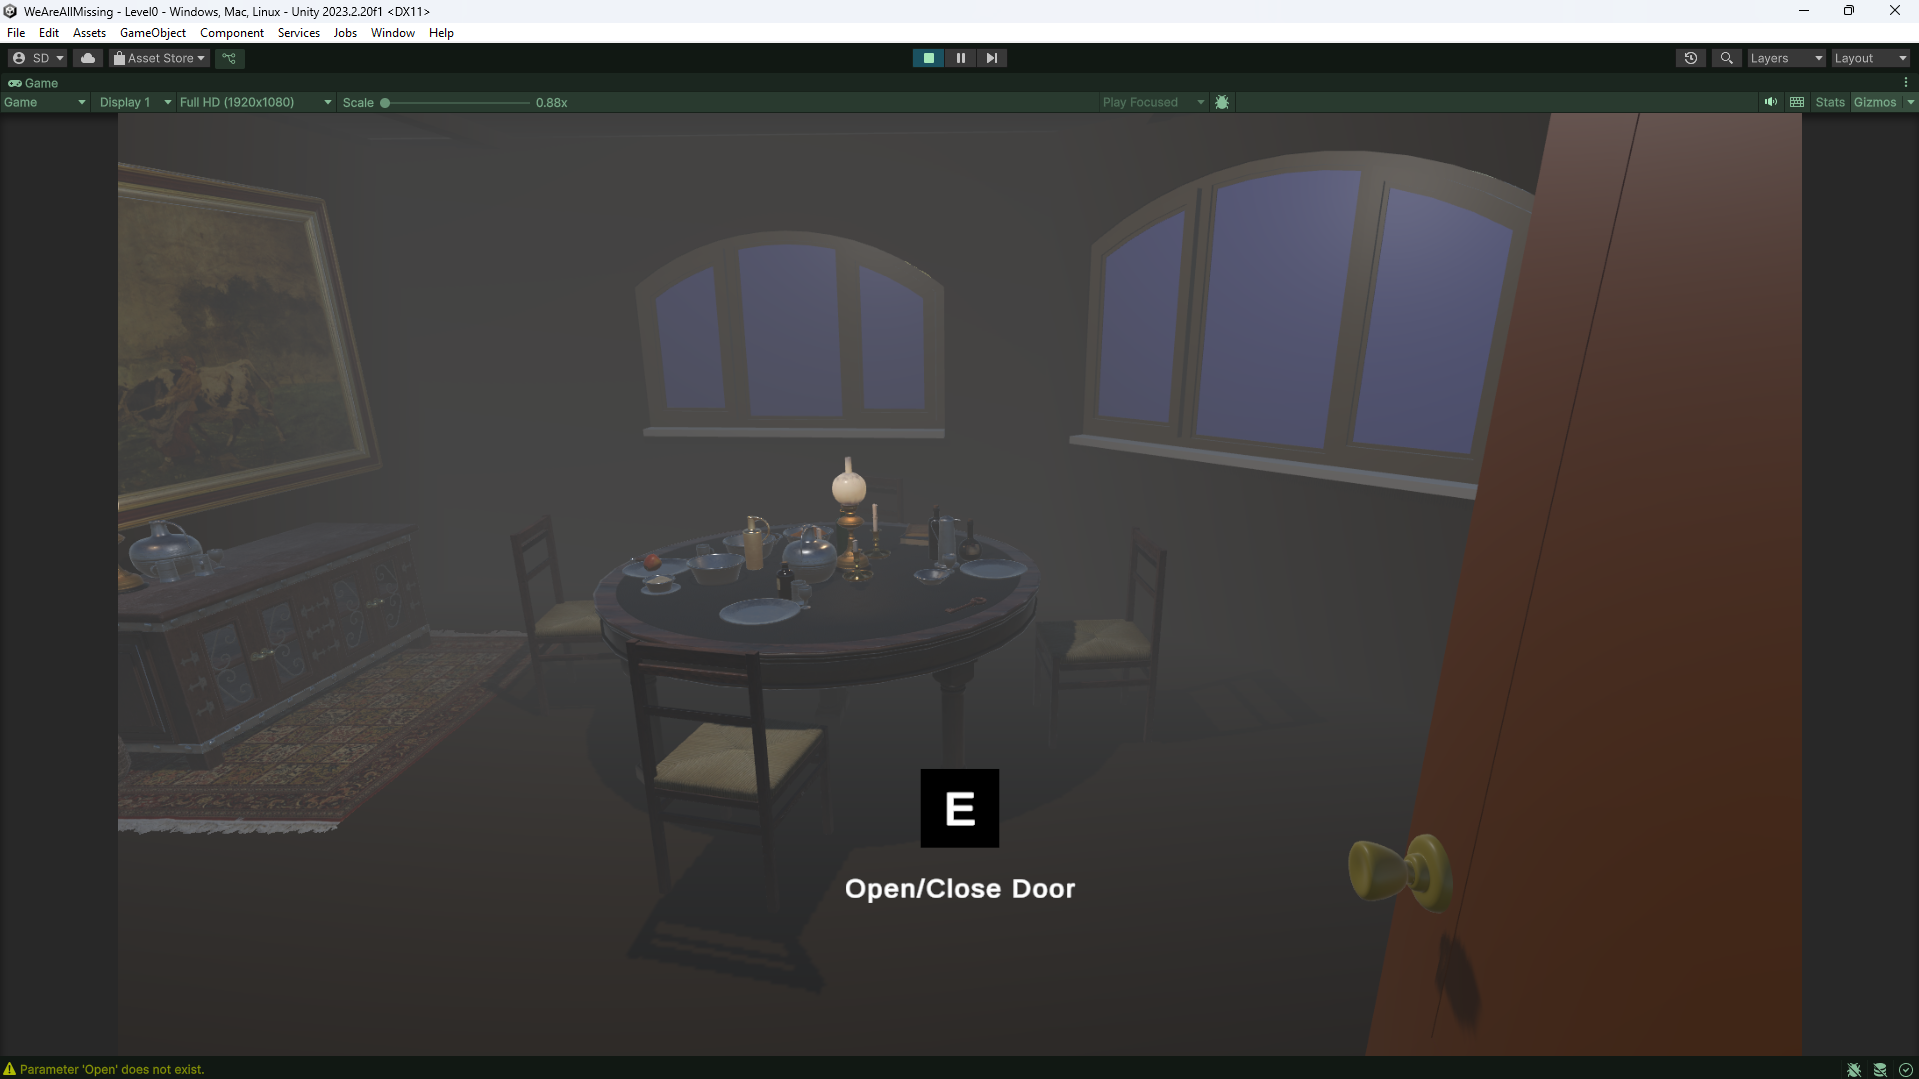 WeAreAllMissing - Level0 - Windows, Mac, Linux - Unity 2023.2.20f1 <DX11>
File Edit Assets GameObject Component Services Jobs Window Help
SD Asset Store Layers Layout
Game
Game Display 1 Full HD (1920x1080) Scale 0.88x Play Focused Stats Gizmos
E
Open/Close Door
Parameter 'Open' does not exist.